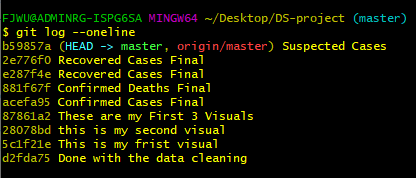 FJWU@ADMINRG-ISPG6SA MINGW64 ~/Desktop/DS-project (master)
$ git log --oneline
b59857a (HEAD -> master, origin/master) Suspected Cases
2e776f0 Recovered Cases Final
e287f4e Recovered Cases Final
881f67f Confirmed Deaths Final
acefa95 Confirmed Cases Final
87861a2 These are my First 3 Visuals
28078bd this is my second visual
5c1f21e This is my frist visual
d2fda75 Done with the data cleaning